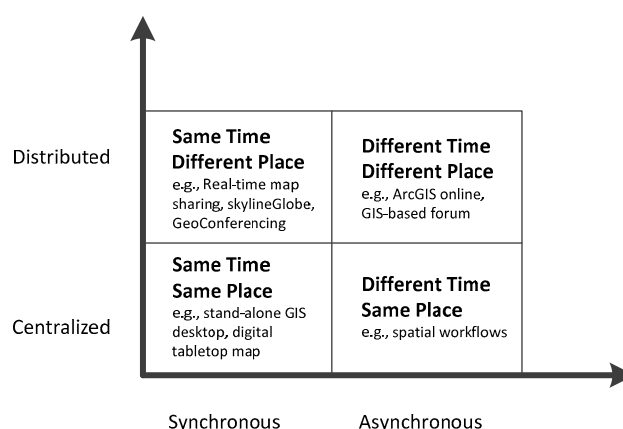 Distributed
Same Time
Different Place
e.g., Real-time map
sharing, skylineGlobe,
GeoConferencing
Different Time
Different Place
e.g., ArcGIS online,
GIS-based forum
Centralized
Same Time
Same Place
e.g., stand-alone GIS
desktop, digital
tabletop map
Different Time
Same Place
e.g., spatial workflows
Synchronous
Asynchronous